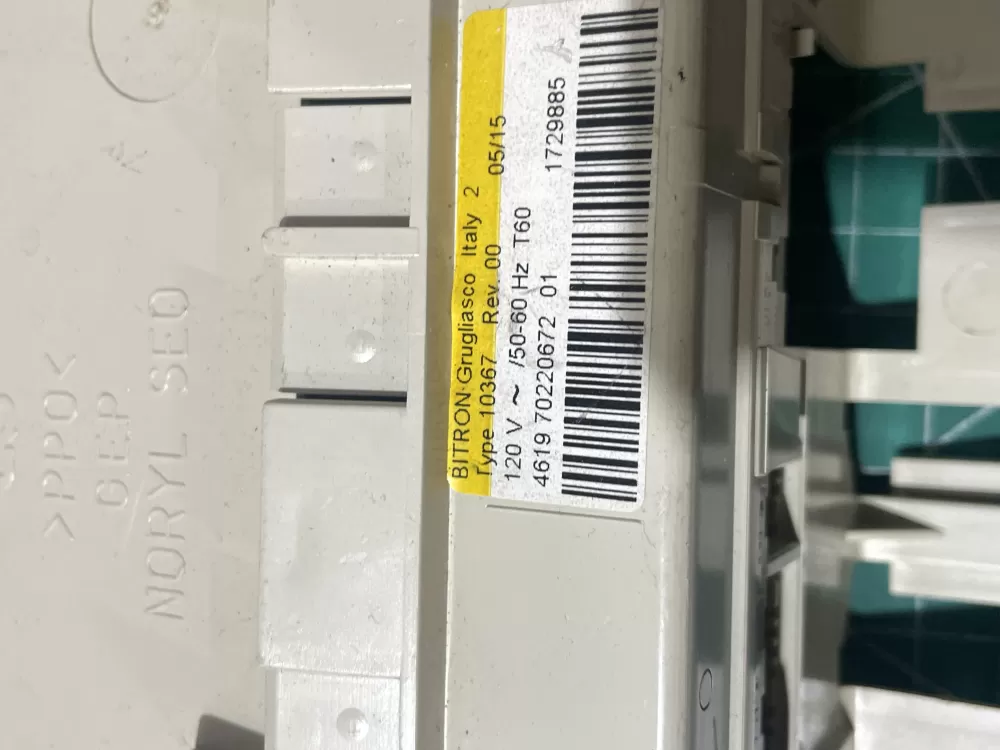 >PPO<
GEP
NORYL SE0
BITRON Grugliasco Italy 2
Type 10367 Rev. 00 05/15
120 V ~ /50-60 Hz T60
4619 70220672 01 1729885